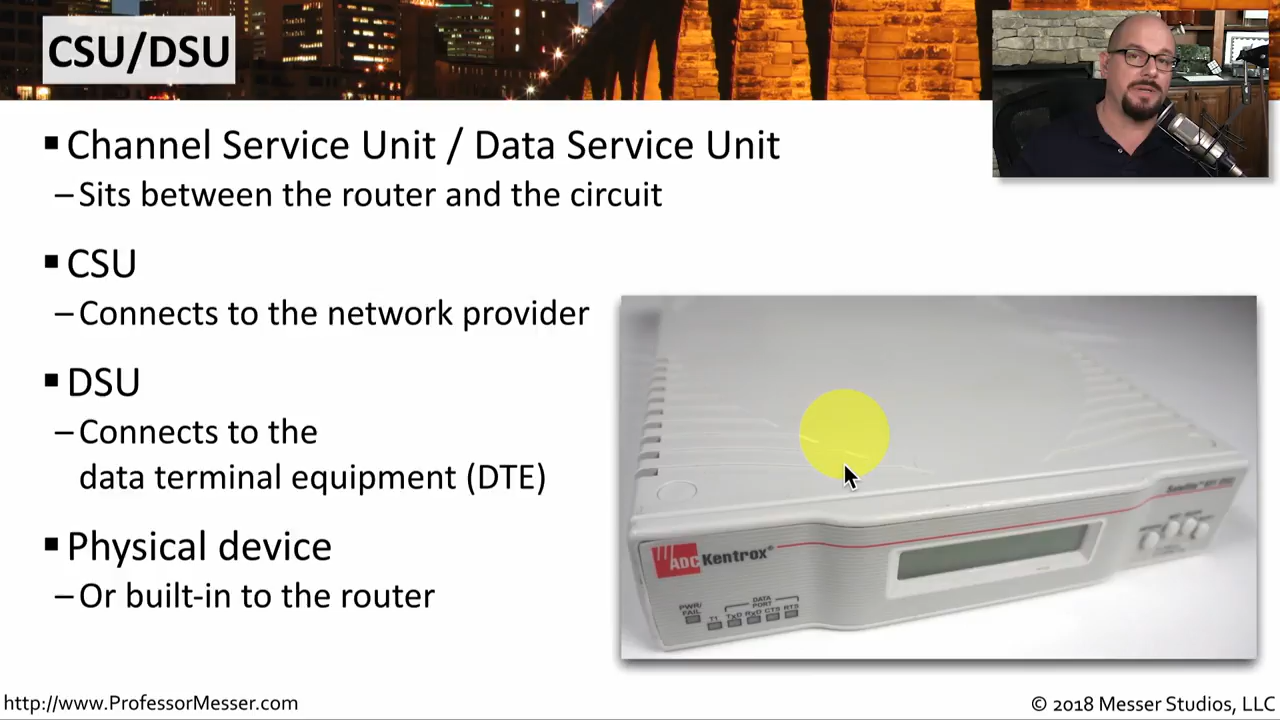 CSU/DSU
▪ Channel Service Unit / Data Service Unit
– Sits between the router and the circuit
▪ CSU
– Connects to the network provider
▪ DSU
– Connects to the
data terminal equipment (DTE)
▪ Physical device
– Or built-in to the router
ADC Kentrox®
PWR/
FAIL
T1
DATA
PORT
TxD RxD CTS RTS
http://www.ProfessorMesser.com
© 2018 Messer Studios, LLC